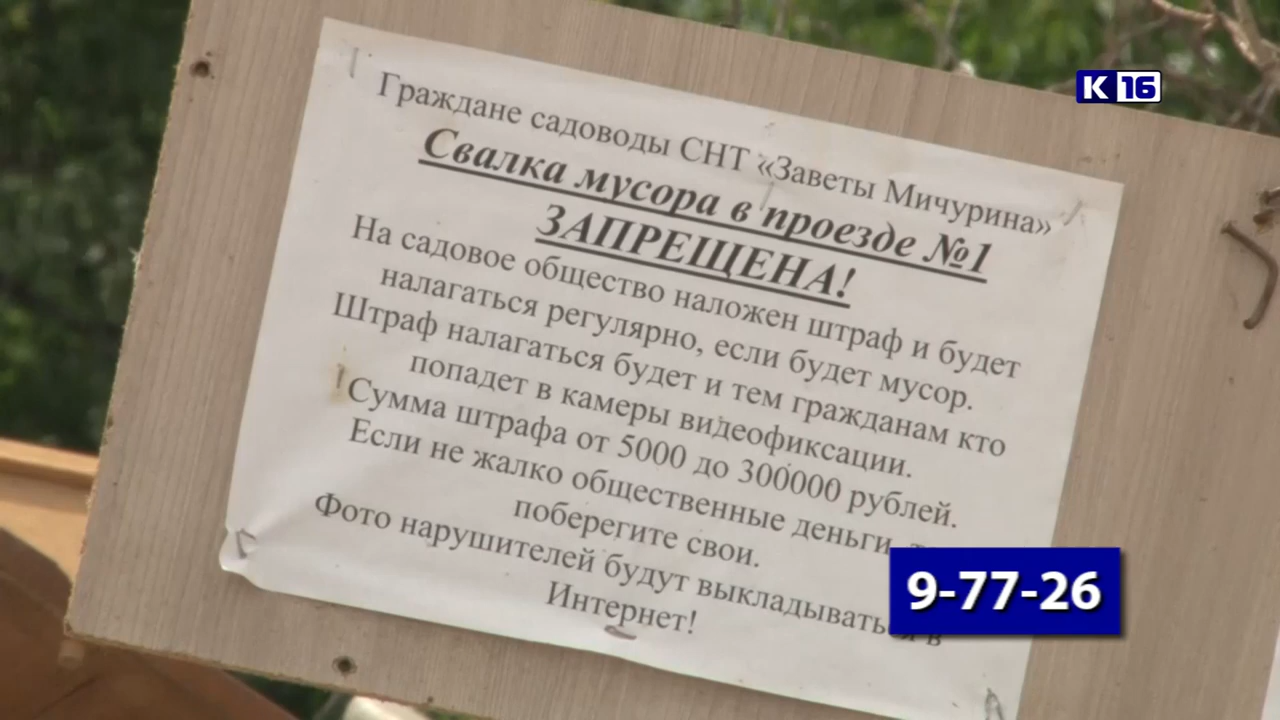 К 16
Граждане садоводы СНТ «Заветы Мичурина»
Свалка мусора в проезде №1
ЗАПРЕЩЕНА!
На садовое общество наложен штраф и будет
налагаться регулярно, если будет мусор.
Штраф налагаться будет и тем гражданам кто
попадет в камеры видеофиксации.
Сумма штрафа от 5000 до 300000 рублей.
Если не жалко общественные деньги,
поберегите свои.
Фото нарушителей будут выкладываться в
Интернет!
9-77-26